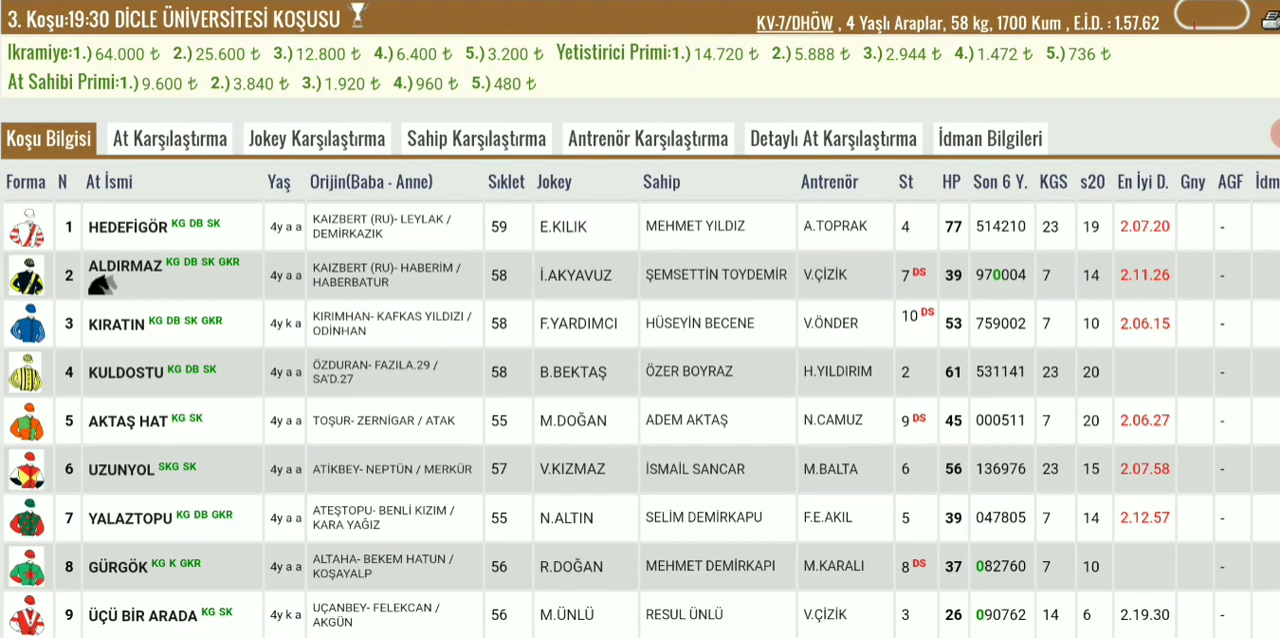 3. Koşu:19:30 DİCLE ÜNİVERSİTESİ KOŞUSU
KV-7/DHÖW , 4 Yaşlı Araplar, 58 kg, 1700 Kum , E.İ.D. : 1.57.62
İkramiye:1.) 64.000 ₺ 2.) 25.600 ₺ 3.) 12.800 ₺ 4.) 6.400 ₺ 5.) 3.200 ₺ Yetistirici Primi:1.) 14.720 ₺ 2.) 5.888 ₺ 3.) 2.944 ₺ 4.) 1.472 ₺ 5.) 736 ₺
At Sahibi Primi:1.) 9.600 ₺ 2.) 3.840 ₺ 3.) 1.920 ₺ 4.) 960 ₺ 5.) 480 ₺
Koşu Bilgisi At Karşılaştırma Jokey Karşılaştırma Sahip Karşılaştırma Antrenör Karşılaştırma Detaylı At Karşılaştırma İdman Bilgileri
Forma N At İsmi Yaş Orijin(Baba - Anne) Sıklet Jokey Sahip Antrenör St HP Son 6 Y. KGS s20 En İyi D. Gny AGF İdm
1 HEDEFİGÖR KG DB SK 4y a a KAIZBERT (RU)- LEYLAK / DEMİRKAZIK 59 E.KILIK MEHMET YILDIZ A.TOPRAK 4 77 514210 23 19 2.07.20 -
2 ALDIRMAZ KG DB SK GKR 4y a a KAIZBERT (RU)- HABERİM / HABERBATUR 58 İ.AKYAVUZ ŞEMSETTİN TOYDEMİR V.ÇİZİK 7 DS 39 970004 7 14 2.11.26 -
3 KIRATIN KG DB SK GKR 4y k a KIRIMHAN- KAFKAS YILDIZI / ODİNHAN 58 F.YARDIMCI HÜSEYİN BECENE V.ÖNDER 10 DS 53 759002 7 10 2.06.15 -
4 KULDOSTU KG DB SK 4y a a ÖZDURAN- FAZILA.29 / SA'D.27 58 B.BEKTAŞ ÖZER BOYRAZ H.YILDIRIM 2 61 531141 23 20 -
5 AKTAŞ HAT KG SK 4y a a TOŞUR- ZERNİGAR / ATAK 55 M.DOĞAN ADEM AKTAŞ N.CAMUZ 9 DS 45 000511 7 20 2.06.27 -
6 UZUNYOL SKG SK 4y a a ATİKBEY- NEPTÜN / MERKÜR 57 V.KIZMAZ İSMAİL SANCAR M.BALTA 6 56 136976 23 15 2.07.58 -
7 YALAZTOPU KG DB GKR 4y a a ATEŞTOPU- BENLİ KIZIM / KARA YAĞIZ 55 N.ALTIN SELİM DEMİRKAPU F.E.AKIL 5 39 047805 7 14 2.12.57 -
8 GÜRGÖK KG K GKR 4y a a ALTAHA- BEKEM HATUN / KOŞAYALP 56 R.DOĞAN MEHMET DEMİRKAPI M.KARALI 8 DS 37 082760 7 10 -
9 ÜÇÜ BİR ARADA KG SK 4y k a UÇANBEY- FELEKCAN / AKGÜN 56 M.ÜNLÜ RESUL ÜNLÜ V.ÇİZİK 3 26 090762 14 6 2.19.30 -